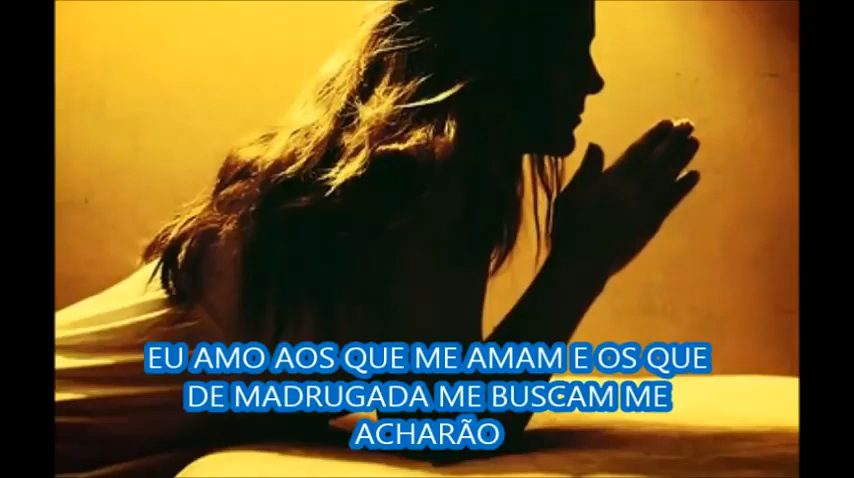 EU AMO AOS QUE ME AMAM E OS QUE
DE MADRUGADA ME BUSCAM ME
ACHARÃO